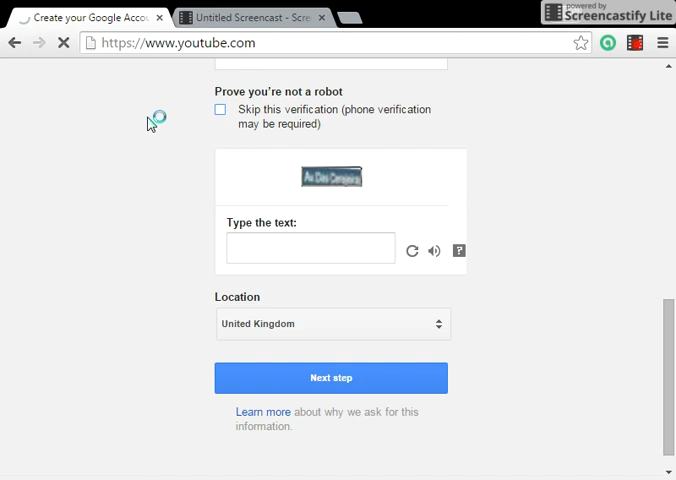 powered by
Screencastify Lite
Create your Google Accou
Untitled Screencast - Scre
https://www.youtube.com
Prove you're not a robot
Skip this verification (phone verification
may be required)
Type the text:
?
Location
United Kingdom
Next step
Learn more about why we ask for this
information.